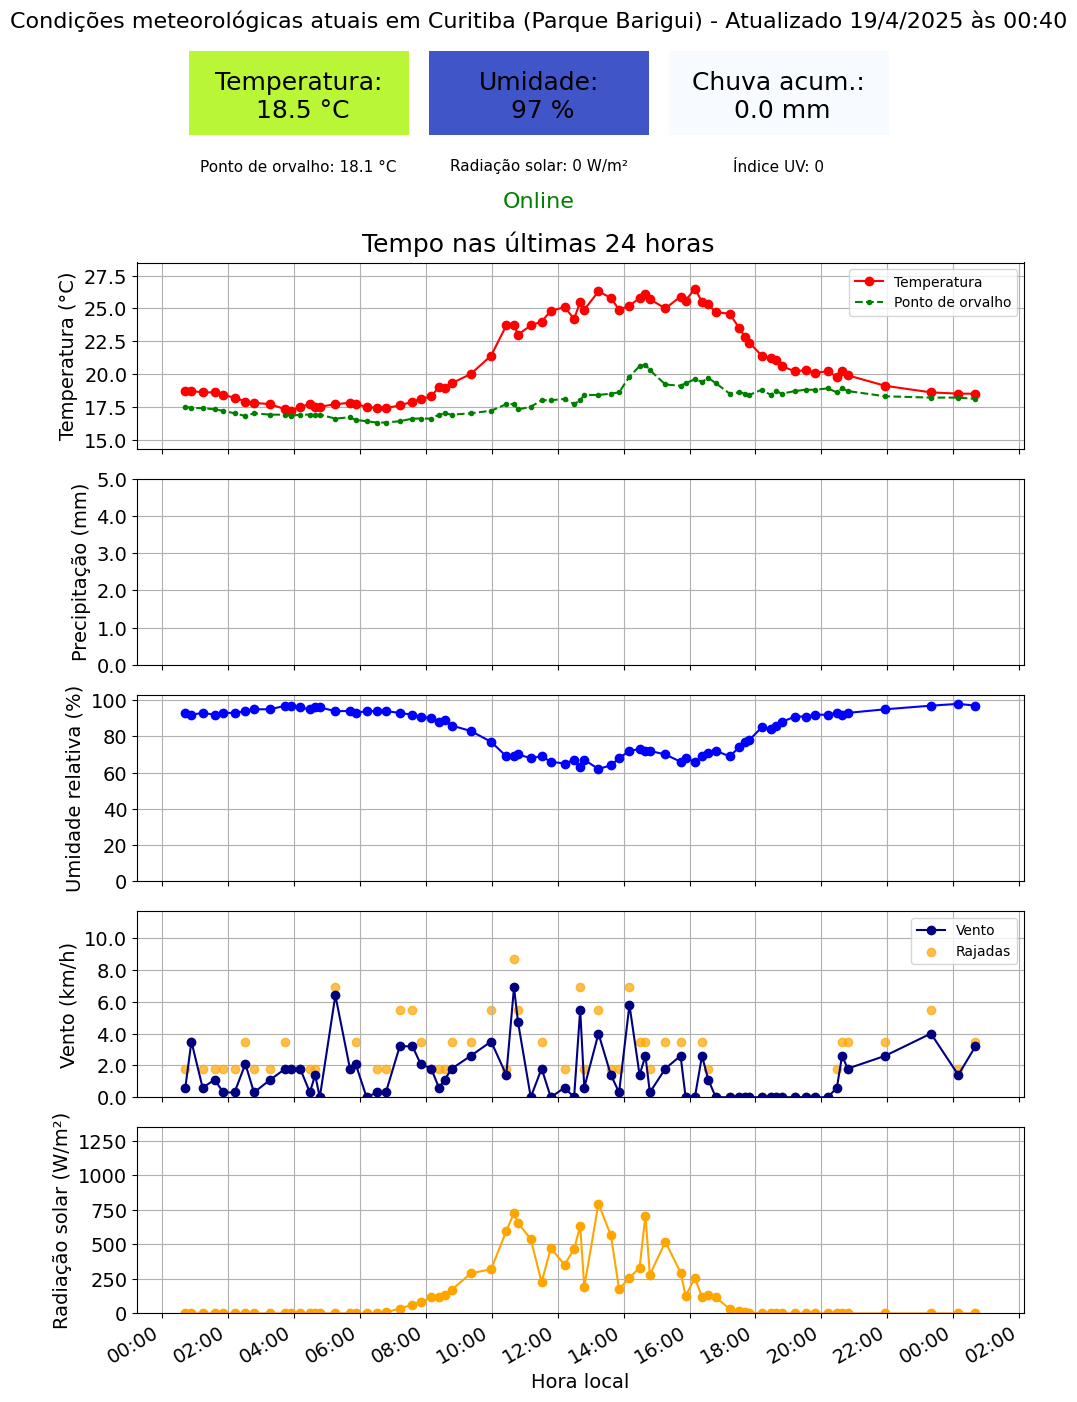 Condições meteorológicas atuais em Curitiba (Parque Barigui) - Atualizado 19/4/2025 às 00:40
Temperatura:
18.5 °C
Umidade:
97 %
Chuva acum.:
0.0 mm
Ponto de orvalho: 18.1 °C
Radiação solar: 0 W/m²
Índice UV: 0
Online
Tempo nas últimas 24 horas
Temperatura (°C)
27.5
25.0
22.5
20.0
17.5
15.0
Temperatura
Ponto de orvalho
Precipitação (mm)
5.0
4.0
3.0
2.0
1.0
0.0
Umidade relativa (%)
100
80
60
40
20
0
Vento (km/h)
10.0
8.0
6.0
4.0
2.0
0.0
Vento
Rajadas
Radiação solar (W/m²)
1250
1000
750
500
250
0
00:00
02:00
04:00
06:00
08:00
10:00
12:00
14:00
16:00
18:00
20:00
22:00
00:00
02:00
Hora local